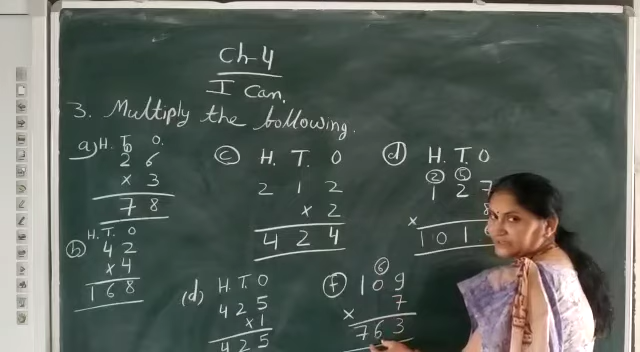 Ch-4
I Can.
3. Multiply the bollowing.
a) H. T. O.
2 6
× 3
7 8
(b) H. T. O
4 2
× 4
1 6 8
(c) H. T. O
2 1 2
× 2
4 2 4
(d) H. T. O
2 5
1 2 7
8
×
1 0 1
(d) H. T. O
4 2 5
× 1
4 2 5
(f) 6
1 0 9
7
×
7 6 3